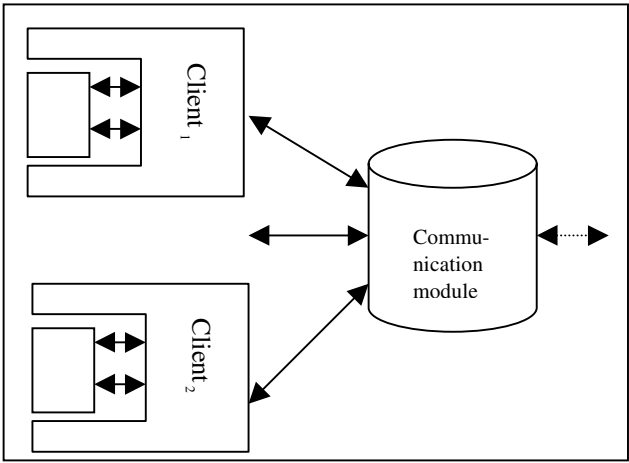 Client 1
Commu-
nication
module
Client 2